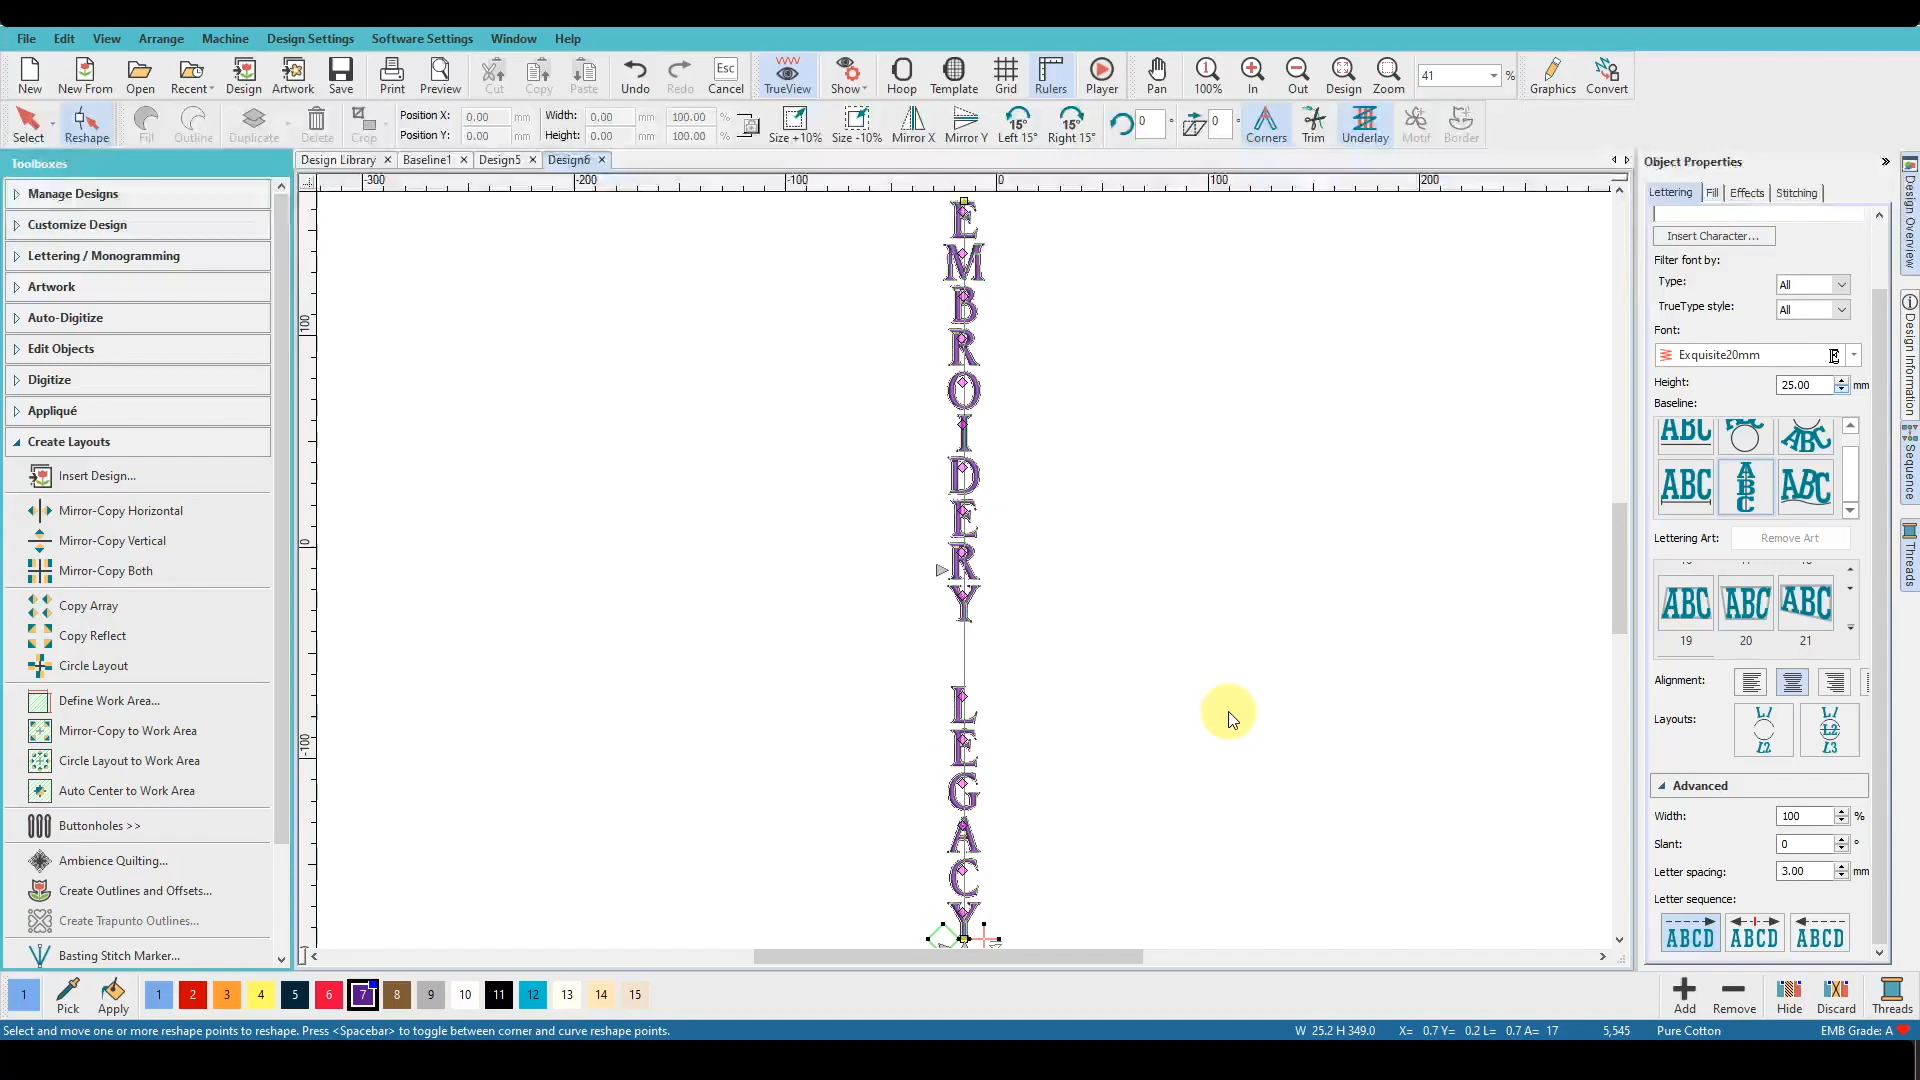 File Edit View Arrange Machine Design Settings Software Settings Window Help
New New From Open Recent Design Artwork Save Print Preview Cut Copy Paste Undo Redo Esc Cancel TrueView Show Hoop Template Grid Rulers Player Pan 1 100% In Out Design Zoom 41 % Graphics Convert
Select Reshape Fill Outline Duplicate Delete Crop Position X: 0.00 mm Width: 0.00 mm 100.00 % Size +10% Size -10% Mirror X Mirror Y 15° Left 15° 15° Right 15° 0 ° 0 ° Corners Trim Underlay Motif Border
Position Y: 0.00 mm Height: 0.00 mm 100.00 %
Toolboxes
Manage Designs
Customize Design
Lettering / Monogramming
Artwork
Auto-Digitize
Edit Objects
Digitize
Appliqué
Create Layouts
Insert Design...
Mirror-Copy Horizontal
Mirror-Copy Vertical
Mirror-Copy Both
Copy Array
Copy Reflect
Circle Layout
Define Work Area...
Mirror-Copy to Work Area
Circle Layout to Work Area
Auto Center to Work Area
Buttonholes >>
Ambience Quilting...
Create Outlines and Offsets...
Create Trapunto Outlines...
Basting Stitch Marker...
Design Library Baseline1 Design5 Design6
-300 -200 -100 0 100 200
100
0
-100
EMBROIDERY LEGACY
Object Properties
Lettering Fill Effects Stitching
Insert Character...
Filter font by:
Type: All
TrueType style: All
Font:
Exquisite20mm E
Height: 25.00 mm
Baseline:
ABC ABC ABC
ABC ABC ABC
Lettering Art: Remove Art
ABC ABC ABC
19 20 21
Alignment:
Layouts: L1 L2 L1 L2 L3
Advanced
Width: 100 %
Slant: 0 °
Letter spacing: 3.00 mm
Letter sequence:
ABCD ABCD ABCD
Design Overview
Design Information
Sequence
Threads
1 Pick Apply 1 2 3 4 5 6 7 8 9 10 11 12 13 14 15 Add Remove Hide Discard Threads
Select and move one or more reshape points to reshape. Press <Spacebar> to toggle between corner and curve reshape points. W 25.2 H 349.0 X= 0.7 Y= 0.2 L= 0.7 A= 17 5,545 Pure Cotton EMB Grade: A